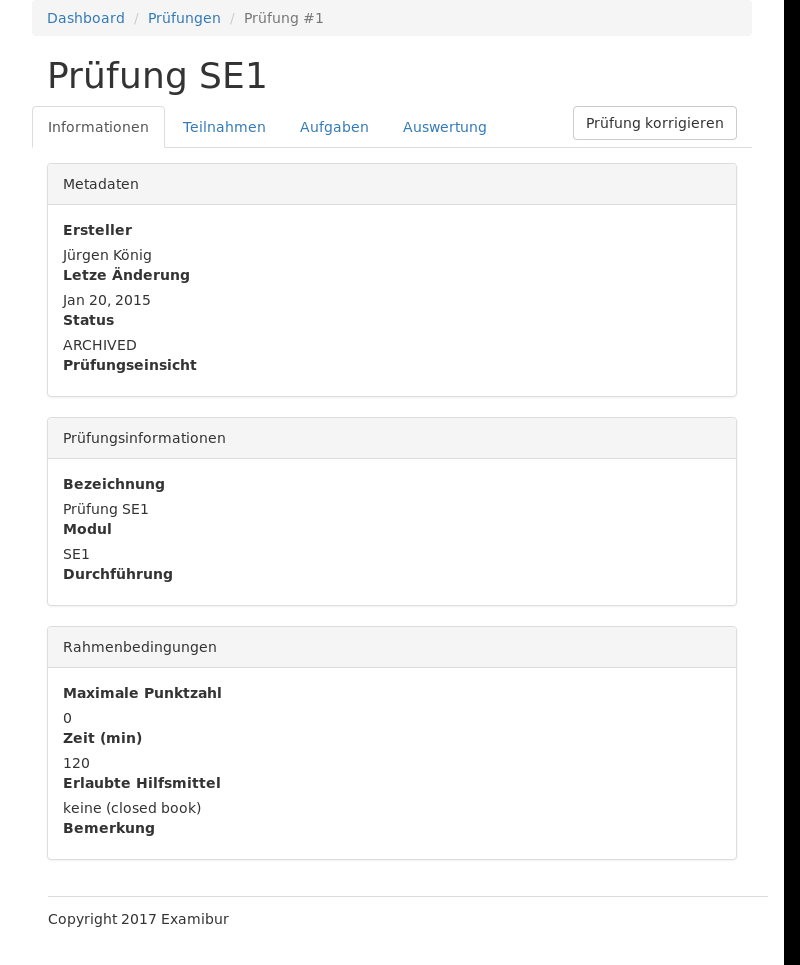 Dashboard / Prüfungen / Prüfung #1
Prüfung SE1
Informationen Teilnahmen Aufgaben Auswertung Prüfung korrigieren
Metadaten
Ersteller
Jürgen König
Letze Änderung
Jan 20, 2015
Status
ARCHIVED
Prüfungseinsicht
Prüfungsinformationen
Bezeichnung
Prüfung SE1
Modul
SE1
Durchführung
Rahmenbedingungen
Maximale Punktzahl
0
Zeit (min)
120
Erlaubte Hilfsmittel
keine (closed book)
Bemerkung
Copyright 2017 Examibur